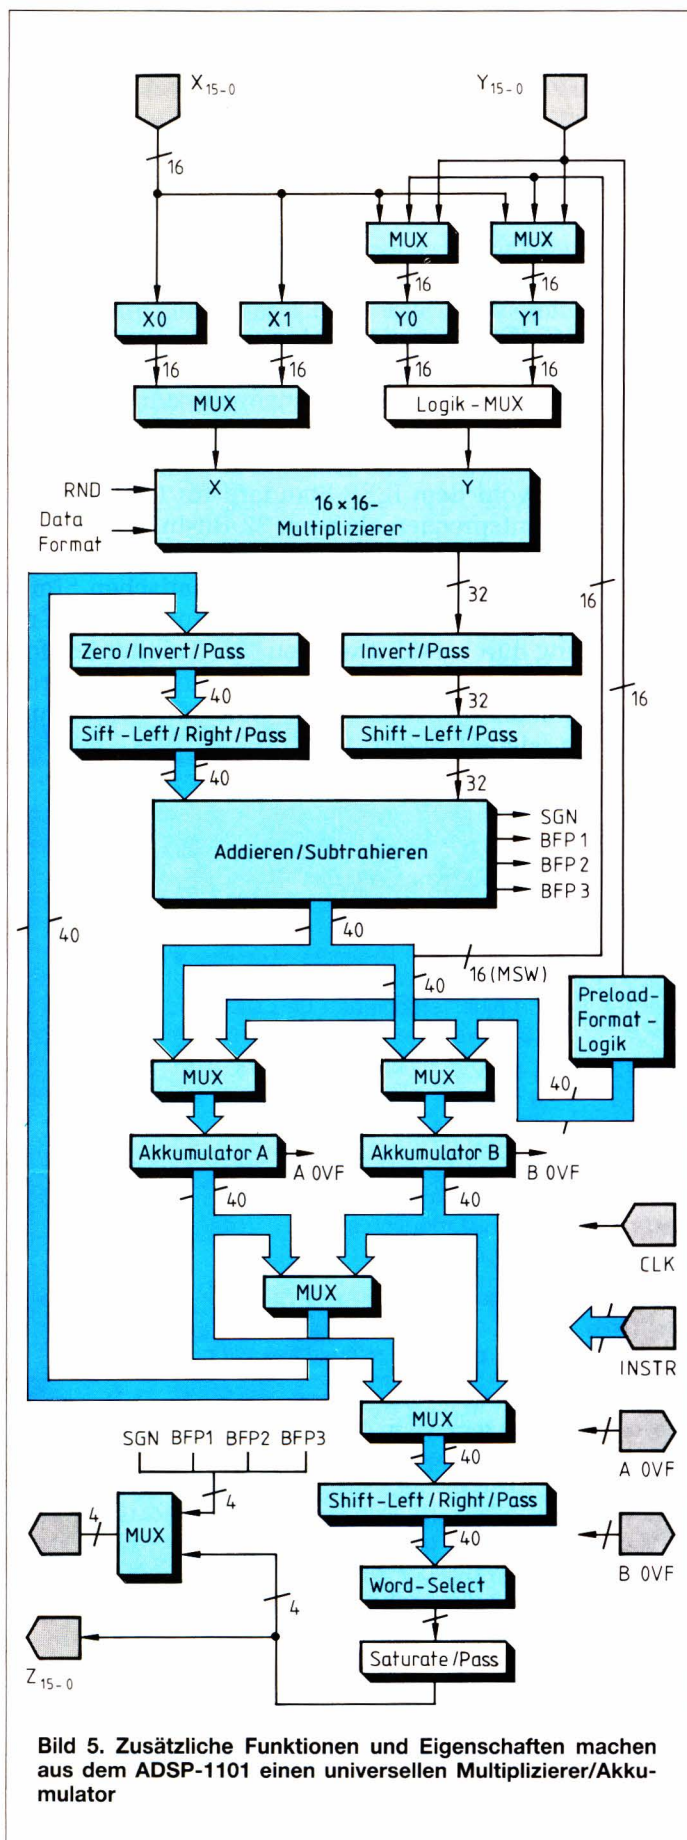 X15-0
Y15-0
16
MUX
MUX
16
16
X0
X1
Y0
Y1
16
16
16
16
MUX
Logik-MUX
X
Y
RND
16×16-
Multiplizierer
Data
Format
32
16
Zero/Invert/Pass
Invert/Pass
40
32
16
Sift-Left/Right/Pass
Shift-Left/Pass
40
32
Addieren/Subtrahieren
SGN
BFP1
BFP2
BFP3
40
40
16(MSW)
40
Preload-
Format-
Logik
MUX
MUX
40
Akkumulator A
A OVF
Akkumulator B
B OVF
40
40
CLK
MUX
INSTR
MUX
SGN
BFP1
BFP2
BFP3
40
A OVF
4
Shift-Left/Right/Pass
4
MUX
40
B OVF
Word-Select
4
Saturate/Pass
Z15-0
Bild 5. Zusätzliche Funktionen und Eigenschaften machen
aus dem ADSP-1101 einen universellen Multiplizierer/Akku-
mulator